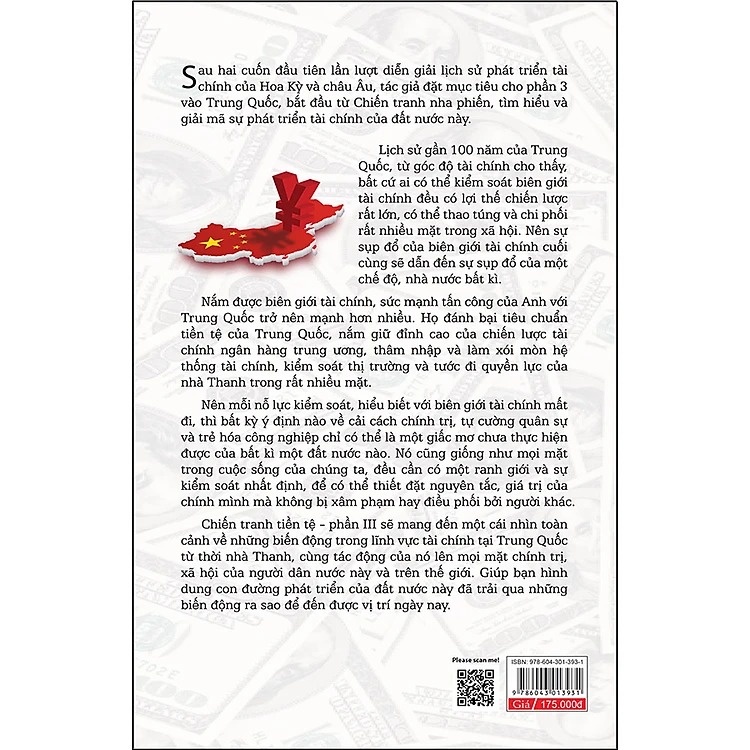 Sau hai cuốn đầu tiên lần lượt diễn giải lịch sử phát triển tài
chính của Hoa Kỳ và châu Âu, tác giả đặt mục tiêu cho phần 3
vào Trung Quốc, bắt đầu từ Chiến tranh nha phiến, tìm hiểu và
giải mã sự phát triển tài chính của đất nước này.
Lịch sử gần 100 năm của Trung
Quốc, từ góc độ tài chính cho thấy,
bất cứ ai có thể kiểm soát biên giới
tài chính đều có lợi thế chiến lược
rất lớn, có thể thao túng và chi phối
rất nhiều mặt trong xã hội. Nên sự
sụp đổ của biên giới tài chính cuối
cùng sẽ dẫn đến sự sụp đổ của một
chế độ, nhà nước bất kì.
Nắm được biên giới tài chính, sức mạnh tấn công của Anh với
Trung Quốc trở nên mạnh hơn nhiều. Họ đánh bại tiêu chuẩn
tiền tệ của Trung Quốc, nắm giữ đỉnh cao của chiến lược tài
chính ngân hàng trung ương, thâm nhập và làm xói mòn hệ
thống tài chính, kiểm soát thị trường và tước đi quyền lực của
nhà Thanh trong rất nhiều mặt.
Nên mỗi nỗ lực kiểm soát, hiểu biết với biên giới tài chính mất
đi, thì bất kỳ ý định nào về cải cách chính trị, tự cường quân sự
và trẻ hóa công nghiệp chỉ có thể là một giấc mơ chưa thực hiện
được của bất kì một đất nước nào. Nó cũng giống như mọi mặt
trong cuộc sống của chúng ta, đều cần có một ranh giới và sự
kiểm soát nhất định, để có thể thiết đặt nguyên tắc, giá trị của
chính mình mà không bị xâm phạm hay điều phối bởi người khác.
Chiến tranh tiền tệ – phần III sẽ mang đến một cái nhìn toàn
cảnh về những biến động trong lĩnh vực tài chính tại Trung Quốc
từ thời nhà Thanh, cùng tác động của nó lên mọi mặt chính trị,
xã hội của người dân nước này và trên thế giới. Giúp bạn hình
dung con đường phát triển của đất nước này đã trải qua những
biến động ra sao để đến được vị trí ngày nay.
Please scan me!
ISBN: 978-604-301-393-1
9 786043 013931
Giá/ 175.000đ